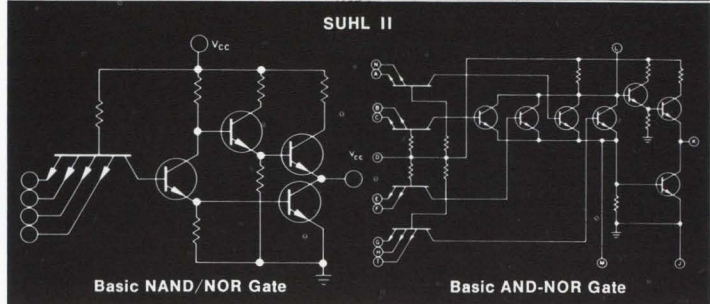 SUHL II
Vcc
Vcc
Basic NAND/NOR Gate
N
A
B
C
D
E
F
G
H
T
L
K
M
J
Basic AND-NOR Gate